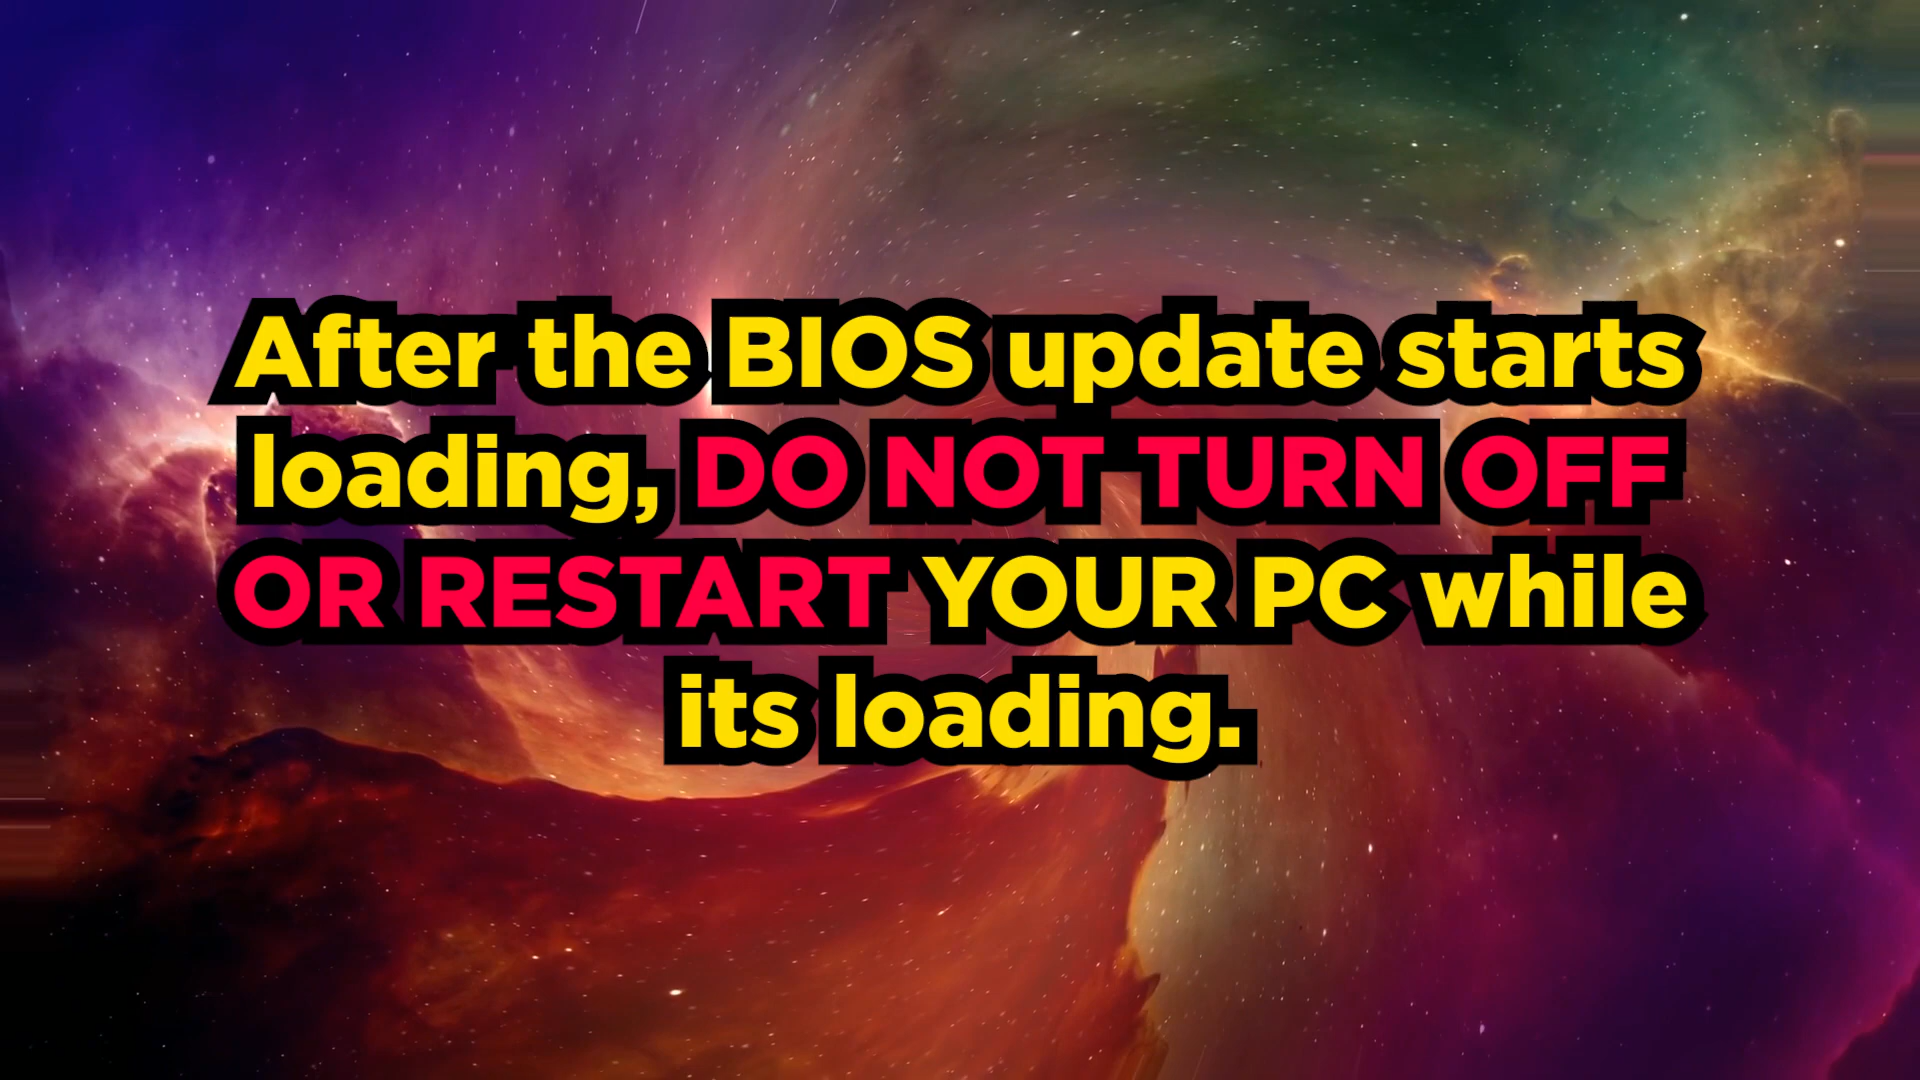 After the BIOS update starts
loading, DO NOT TURN OFF
OR RESTART YOUR PC while
its loading.